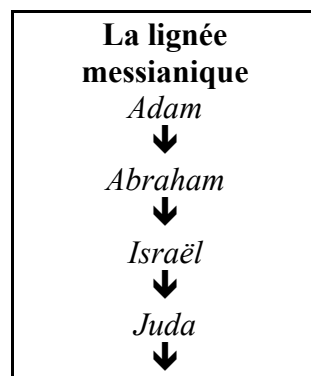 La lignée
messianique
Adam
🡻
Abraham
🡻
Israël
🡻
Juda
🡻